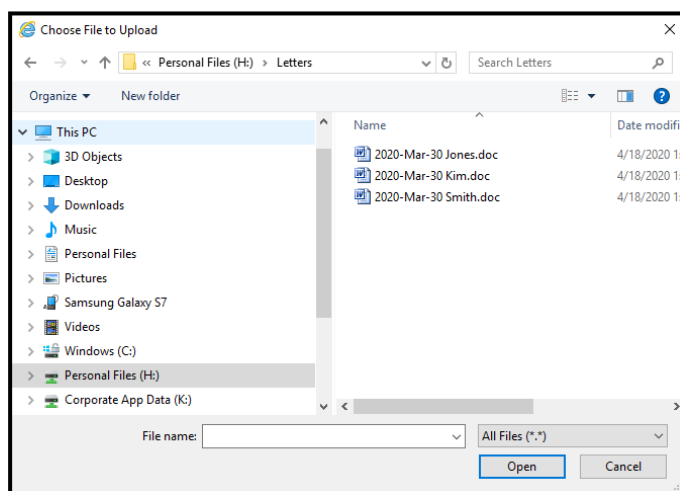 Choose File to Upload
« Personal Files (H:) › Letters
Search Letters
Organize
New folder
?
This PC
3D Objects
Desktop
Downloads
Music
Personal Files
Pictures
Samsung Galaxy S7
Videos
Windows (C:)
Personal Files (H:)
Corporate App Data (K:)
Name Date modifi
2020-Mar-30 Jones.doc 4/18/2020 1:
2020-Mar-30 Kim.doc 4/18/2020 1:
2020-Mar-30 Smith.doc 4/18/2020 1:
File name:
All Files (*.*)
Open
Cancel